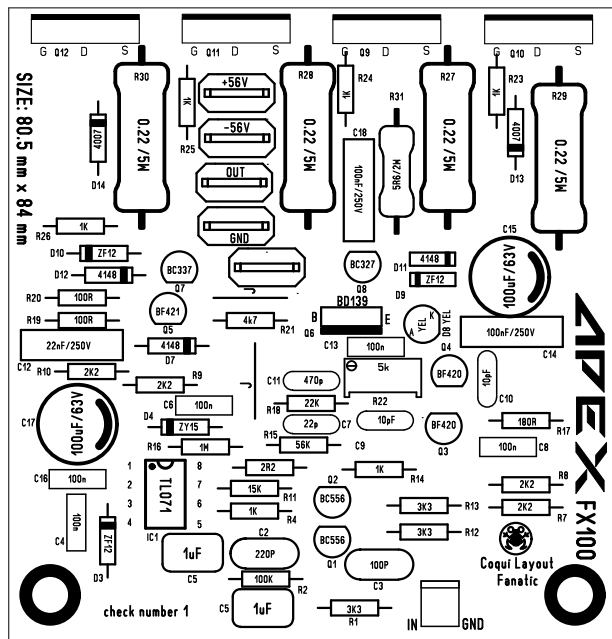 G Q12 D S
G Q11 D S
G Q9 D S
G Q10 D S
SIZE: 80.5 mm x 84 mm
R30
0.22 /5W
4007
D14
1K
R25
+56V
-56V
OUT
GND
R28
0.22 /5W
1K
R24
C18
100nF/250V
R31
5R6/2W
R27
0.22 /5W
R23
1K
4007
D13
R29
0.22 /5W
1K
R26
D10 ZF12
D12 4148
R20 100R
R19 100R
22nF/250V
C12
BC337
Q7
BF421
Q5
4148
D7
J
4k7
R21
BC327
Q8
D11 4148
ZF12
D9
C15
100uF/63V
BD139
B E
Q6
A YEL K
D8 YEL
C13 100n
Q4
BF420
100nF/250V
C14
R10 2K2
2K2 R9
C17
100uF/63V
C6 100n
D4 ZY15
R16 1M
J
C11 470p
R18 22K
22p C7
R15 56K
C9
5k
R22
10pF
BF420
Q3
10pF
C10
180R R17
100n C8
C16 100n
C4 100n
ZF12
D3
1 8
2 7
3 6
4 5
TL071
IC1
2R2
15K R11
1K R4
1K R14
Q2
BC556
BC556
Q1
3K3 R13
3K3 R12
2K2 R8
2K2 R7
1uF
C5
C2
220P
100K R2
C5 1uF
100P
C3
3K3
R1
IN GND
check number 1
Coqui Layout
Fanatic
APEX
FX100